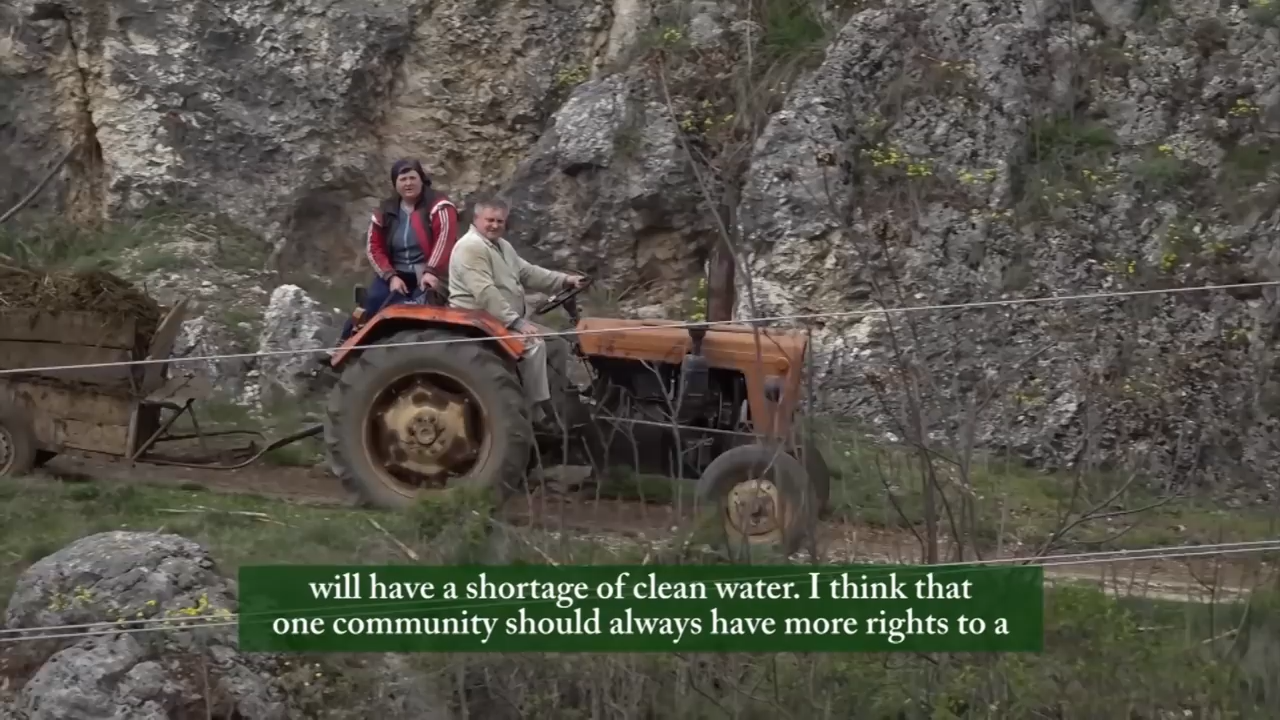 will have a shortage of clean water. I think that
one community should always have more rights to a